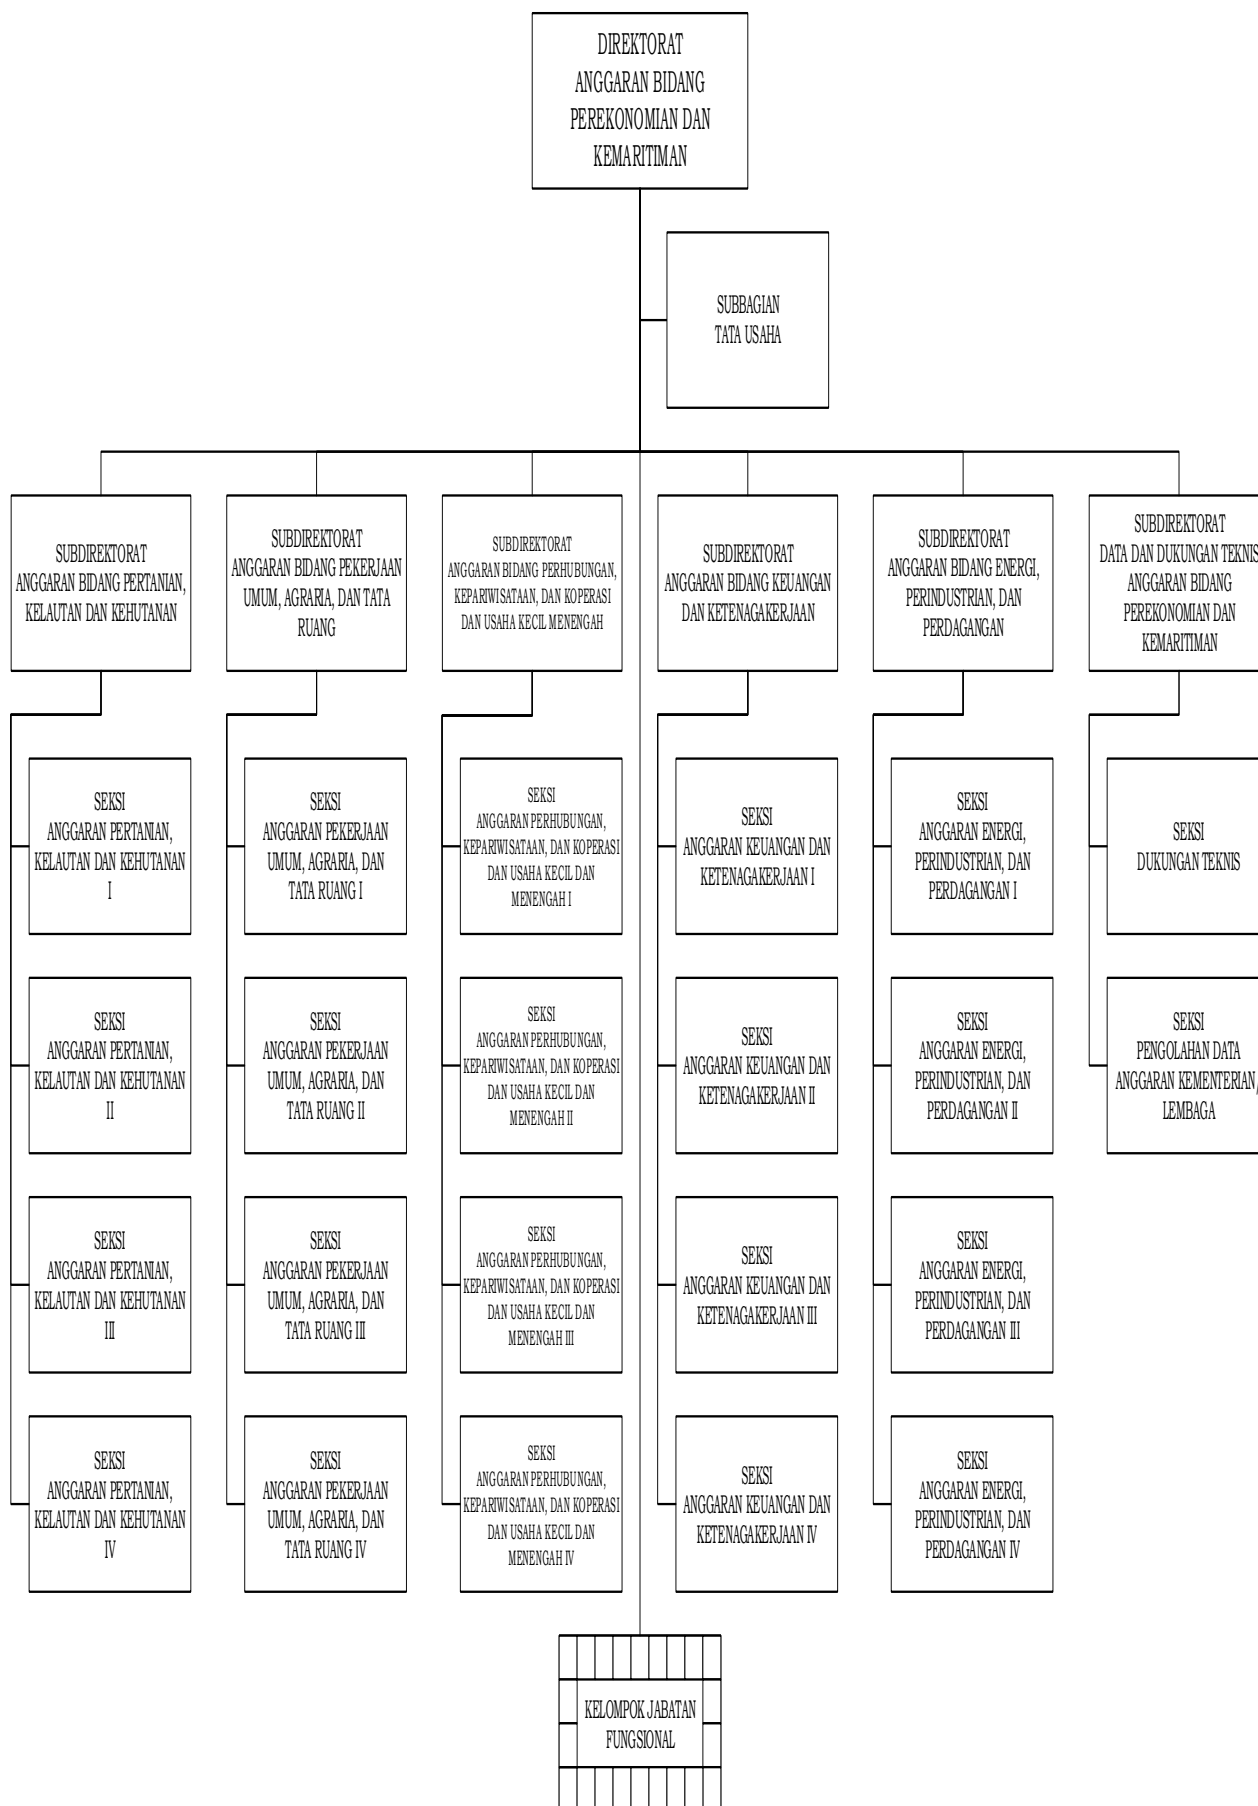 DIREKTORAT
ANGGARAN BIDANG
PEREKONOMIAN DAN
KEMARITIMAN
SUBBAGIAN
TATA USAHA
SUBDIREKTORAT
ANGGARAN BIDANG PERTANIAN,
KELAUTAN DAN KEHUTANAN
SUBDIREKTORAT
ANGGARAN BIDANG PEKERJAAN
UMUM, AGRARIA, DAN TATA
RUANG
SUBDIREKTORAT
ANGGARAN BIDANG PERHUBUNGAN,
KEPARIWISATAAN, DAN KOPERASI
DAN USAHA KECIL MENENGAH
SUBDIREKTORAT
ANGGARAN BIDANG KEUANGAN
DAN KETENAGAKERJAAN
SUBDIREKTORAT
ANGGARAN BIDANG ENERGI,
PERINDUSTRIAN, DAN
PERDAGANGAN
SUBDIREKTORAT
DATA DAN DUKUNGAN TEKNIS
ANGGARAN BIDANG
PEREKONOMIAN DAN
KEMARITIMAN
SEKSI
ANGGARAN PERTANIAN,
KELAUTAN DAN KEHUTANAN
I
SEKSI
ANGGARAN PEKERJAAN
UMUM, AGRARIA, DAN
TATA RUANG I
SEKSI
ANGGARAN PERHUBUNGAN,
KEPARIWISATAAN, DAN KOPERASI
DAN USAHA KECIL DAN
MENENGAH I
SEKSI
ANGGARAN KEUANGAN DAN
KETENAGAKERJAAN I
SEKSI
ANGGARAN ENERGI,
PERINDUSTRIAN, DAN
PERDAGANGAN I
SEKSI
DUKUNGAN TEKNIS
SEKSI
ANGGARAN PERTANIAN,
KELAUTAN DAN KEHUTANAN
II
SEKSI
ANGGARAN PEKERJAAN
UMUM, AGRARIA, DAN
TATA RUANG II
SEKSI
ANGGARAN PERHUBUNGAN,
KEPARIWISATAAN, DAN KOPERASI
DAN USAHA KECIL DAN
MENENGAH II
SEKSI
ANGGARAN KEUANGAN DAN
KETENAGAKERJAAN II
SEKSI
ANGGARAN ENERGI,
PERINDUSTRIAN, DAN
PERDAGANGAN II
SEKSI
PENGOLAHAN DATA
ANGGARAN KEMENTERIAN/
LEMBAGA
SEKSI
ANGGARAN PERTANIAN,
KELAUTAN DAN KEHUTANAN
III
SEKSI
ANGGARAN PEKERJAAN
UMUM, AGRARIA, DAN
TATA RUANG III
SEKSI
ANGGARAN PERHUBUNGAN,
KEPARIWISATAAN, DAN KOPERASI
DAN USAHA KECIL DAN
MENENGAH III
SEKSI
ANGGARAN KEUANGAN DAN
KETENAGAKERJAAN III
SEKSI
ANGGARAN ENERGI,
PERINDUSTRIAN, DAN
PERDAGANGAN III
SEKSI
ANGGARAN PERTANIAN,
KELAUTAN DAN KEHUTANAN
IV
SEKSI
ANGGARAN PEKERJAAN
UMUM, AGRARIA, DAN
TATA RUANG IV
SEKSI
ANGGARAN PERHUBUNGAN,
KEPARIWISATAAN, DAN KOPERASI
DAN USAHA KECIL DAN
MENENGAH IV
SEKSI
ANGGARAN KEUANGAN DAN
KETENAGAKERJAAN IV
SEKSI
ANGGARAN ENERGI,
PERINDUSTRIAN, DAN
PERDAGANGAN IV
KELOMPOK JABATAN
FUNGSIONAL